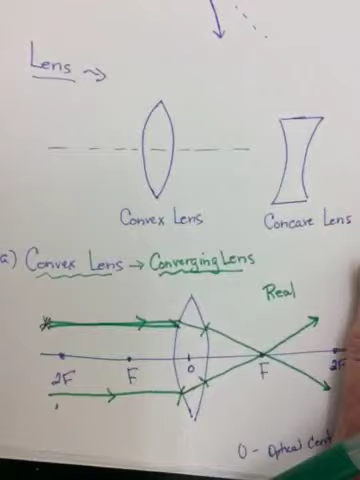 Lens
Convex Lens
Concave Lens
a) Convex Lens → Converging Lens
Real
2F F O F 2F
O - Optical Cent